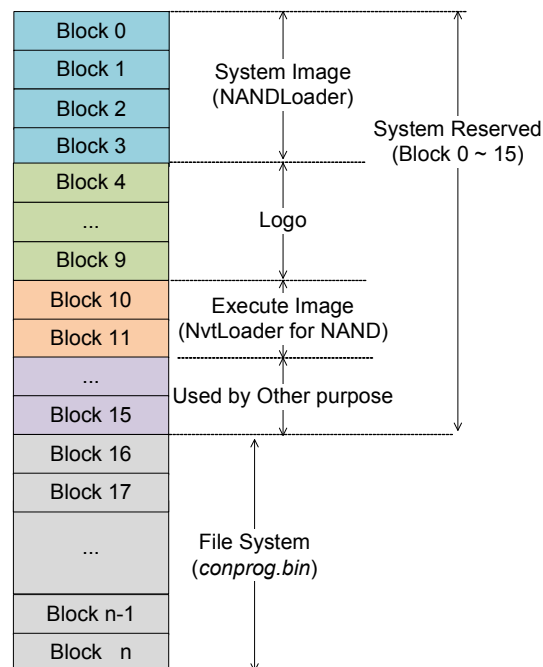 Block 0
Block 1
Block 2
Block 3
Block 4
...
Block 9
Block 10
Block 11
...
Block 15
Block 16
Block 17
...
Block n-1
Block n
System Image
(NANDLoader)
Logo
Execute Image
(NvtLoader for NAND)
Used by Other purpose
File System
(conprog.bin)
System Reserved
(Block 0 ~ 15)